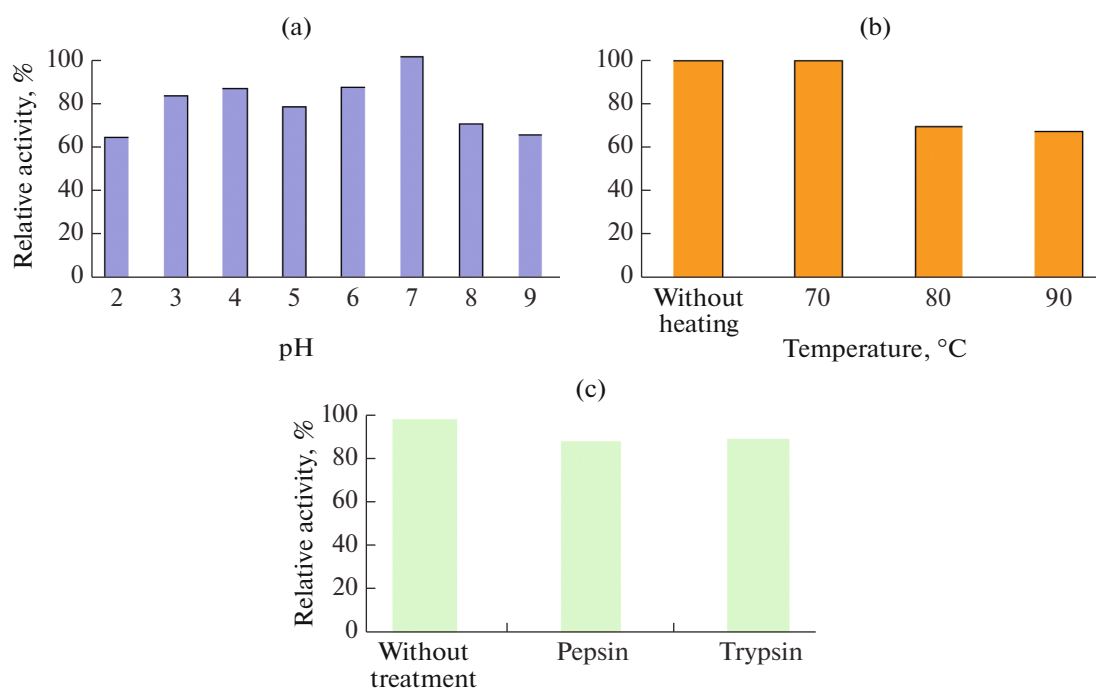 (a)
Relative activity, %
100
80
60
40
20
0
2 3 4 5 6 7 8 9
pH
(b)
100
80
60
40
20
0
Without
heating
70 80 90
Temperature, °C
(c)
Relative activity, %
100
80
60
40
20
0
Without
treatment
Pepsin Trypsin